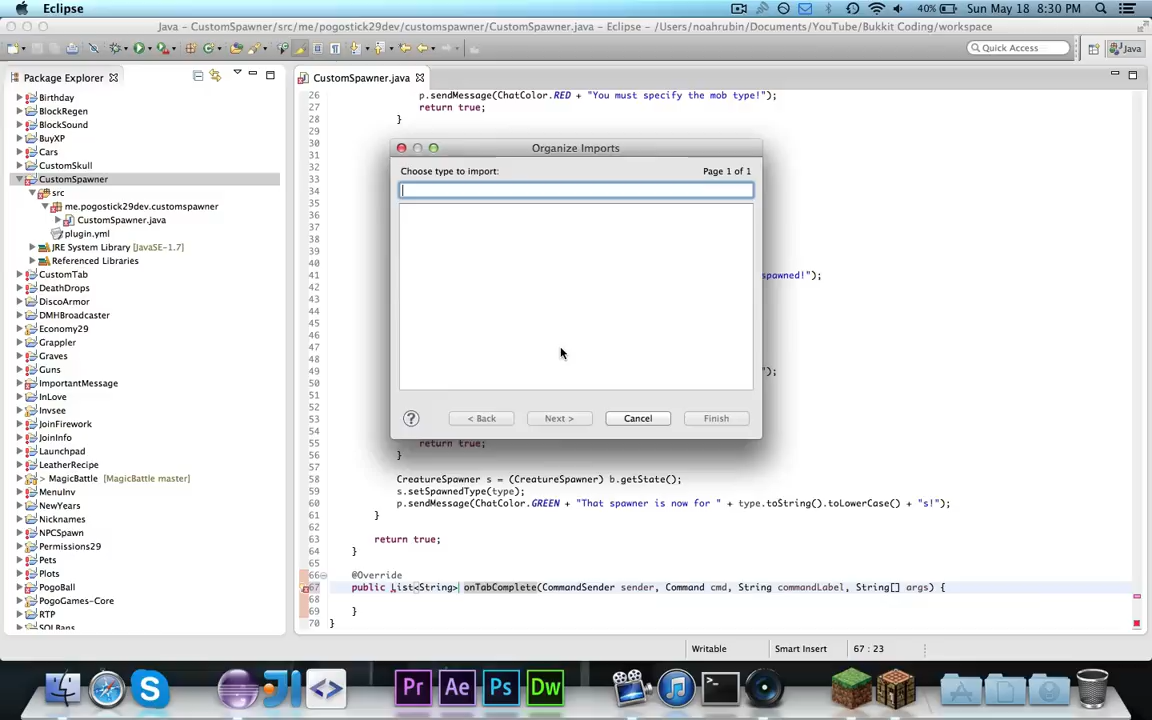 Eclipse
40%
Sun May 18 8:30 PM
Java - CustomSpawner/src/me/pogostick29dev/customspawner/CustomSpawner.java - Eclipse - /Users/noahrubin/Documents/YouTube/Bukkit Coding/workspace
Quick Access
Java
Package Explorer
CustomSpawner.java
Birthday
BlockRegen
BlockSound
BuyXP
Cars
CustomSkull
CustomSpawner
src
me.pogostick29dev.customspawner
CustomSpawner.java
plugin.yml
JRE System Library [JavaSE-1.7]
Referenced Libraries
CustomTab
DeathDrops
DiscoArmor
DMHBroadcaster
Economy29
Grappler
Graves
Guns
ImportantMessage
InLove
Invsee
JoinFirework
JoinInfo
Launchpad
LeatherRecipe
> MagicBattle [MagicBattle master]
MenuInv
NewYears
Nicknames
NPCSpawn
Permissions29
Pets
Plots
PogoBall
PogoGames-Core
RTP
SQLBans
26 p.sendMessage(ChatColor.RED + "You must specify the mob type!");
27 return true;
28 }
29
30
31
32
33
34
35
36
37
38
39
40
41 spawned!");
42
43
44
45
46
47
48
49 ");
50
51
52
53
54
55 return true;
56 }
57
58 CreatureSpawner s = (CreatureSpawner) b.getState();
59 s.setSpawnedType(type);
60 p.sendMessage(ChatColor.GREEN + "That spawner is now for " + type.toString().toLowerCase() + "s!");
61 }
62
63 return true;
64 }
65
66 @Override
67 public List<String> onTabComplete(CommandSender sender, Command cmd, String commandLabel, String[] args) {
68
69 }
70 }
Organize Imports
Choose type to import:
Page 1 of 1
?
< Back
Next >
Cancel
Finish
Writable
Smart Insert
67 : 23
Pr
Ae
Ps
Dw